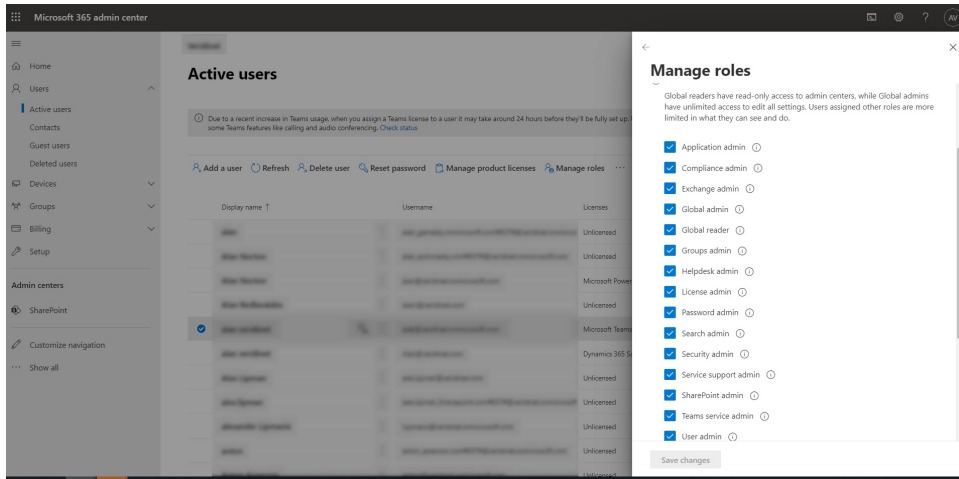 Microsoft 365 admin center
AV
Home
Users
Active users
Contacts
Guest users
Deleted users
Devices
Groups
Billing
Setup
Admin centers
SharePoint
Customize navigation
Show all
Active users
Due to a recent increase in Teams usage, when you assign a Teams license to a user it may take around 24 hours before they'll be fully set up.
some Teams features like calling and audio conferencing. Check status
Add a user Refresh Delete user Reset password Manage product licenses Manage roles
Display name ↑ Username Licenses
Unlicensed
Unlicensed
Microsoft Power
Unlicensed
Microsoft Teams
Dynamics 365 Sa
Unlicensed
Unlicensed
Unlicensed
Unlicensed
Unlicensed
Manage roles
Global readers have read-only access to admin centers, while Global admins
have unlimited access to edit all settings. Users assigned other roles are more
limited in what they can see and do.
Application admin
Compliance admin
Exchange admin
Global admin
Global reader
Groups admin
Helpdesk admin
License admin
Password admin
Search admin
Security admin
Service support admin
SharePoint admin
Teams service admin
User admin
Save changes